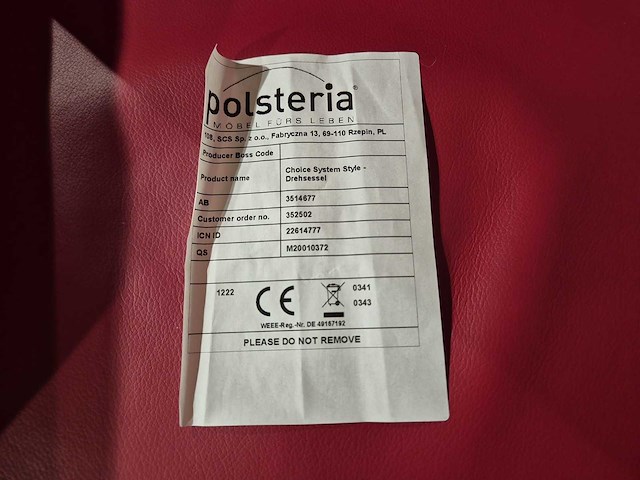 polsteria®
MÖBEL FÜRS LEBEN
108, SCS Sp. z o.o., Fabryczna 13, 69-110 Rzepin, PL
Producer Boss Code
Product name Choice System Style - Drehsessel
AB 3514677
Customer order no. 352502
ICN ID 22614777
QS M20010372
1222 CE 0341
0343
WEEE-Reg.-Nr. DE 49187192
PLEASE DO NOT REMOVE